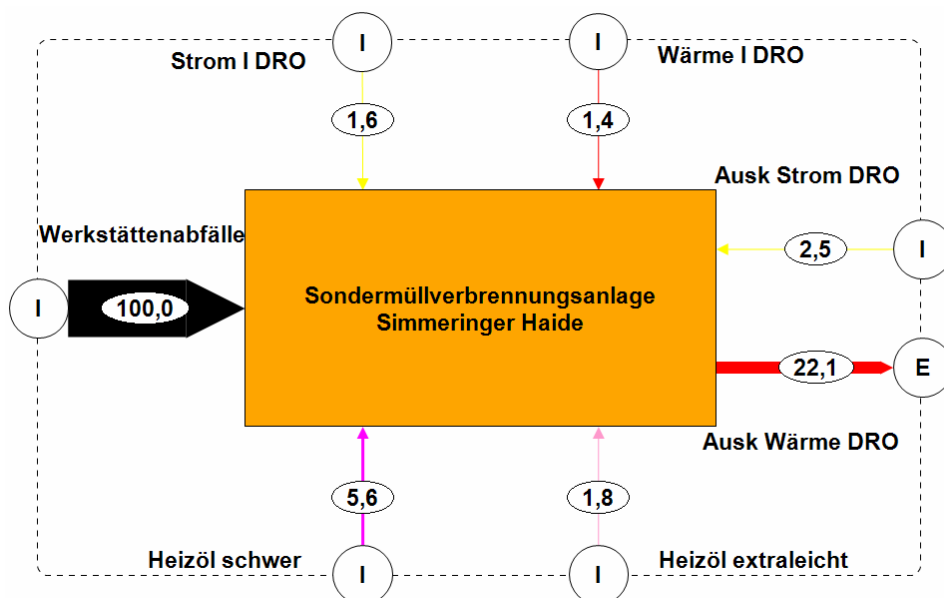 I
I
Strom I DRO
Wärme I DRO
1,6
1,4
Ausk Strom DRO
Werkstättenabfälle
2,5
I
I
100,0
Sondermüllverbrennungsanlage
Simmeringer Haide
22,1
E
Ausk Wärme DRO
5,6
1,8
Heizöl schwer
I
I
Heizöl extraleicht